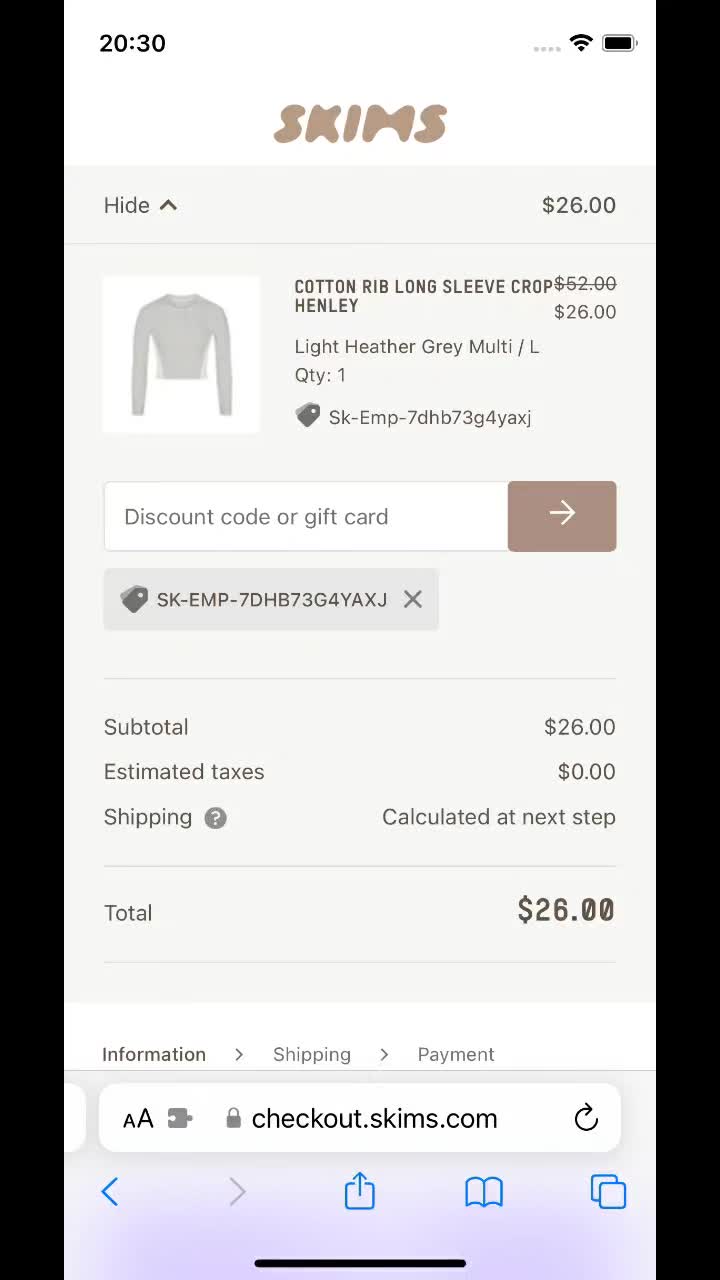 20:30
SKIMS
Hide
$26.00
COTTON RIB LONG SLEEVE CROP
HENLEY
$52.00
$26.00
Light Heather Grey Multi / L
Qty: 1
Sk-Emp-7dhb73g4yaxj
Discount code or gift card
SK-EMP-7DHB73G4YAXJ
Subtotal $26.00
Estimated taxes $0.00
Shipping ? Calculated at next step
Total $26.00
Information > Shipping > Payment
AA checkout.skims.com